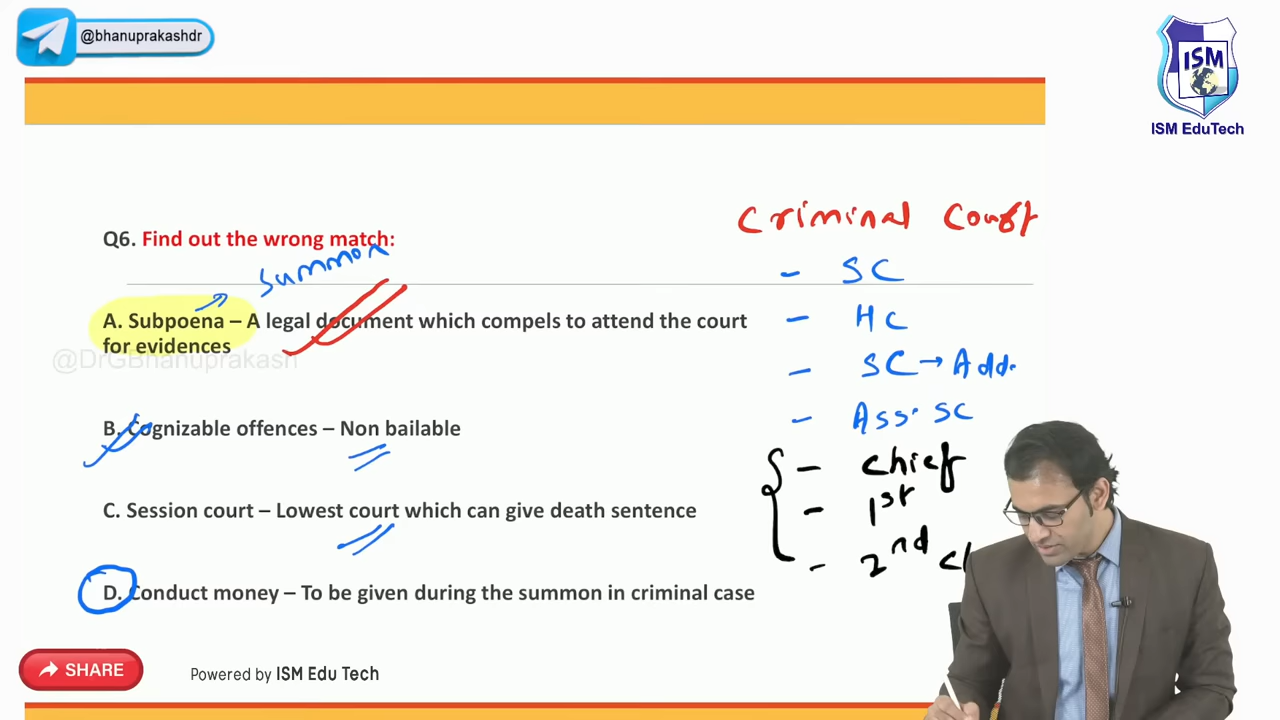 @bhanuprakashdr
ISM
ISM EduTech
Criminal Court
Q6. Find out the wrong match:
Summon
- SC
- HC
A. Subpoena – A legal document which compels to attend the court
for evidences
@DrGBhanuprakash
- SC → Add.
- Ass. SC
B. Cognizable offences – Non bailable
- Chief
- 1st
C. Session court – Lowest court which can give death sentence
- 2nd
D. Conduct money – To be given during the summon in criminal case
SHARE
Powered by ISM Edu Tech